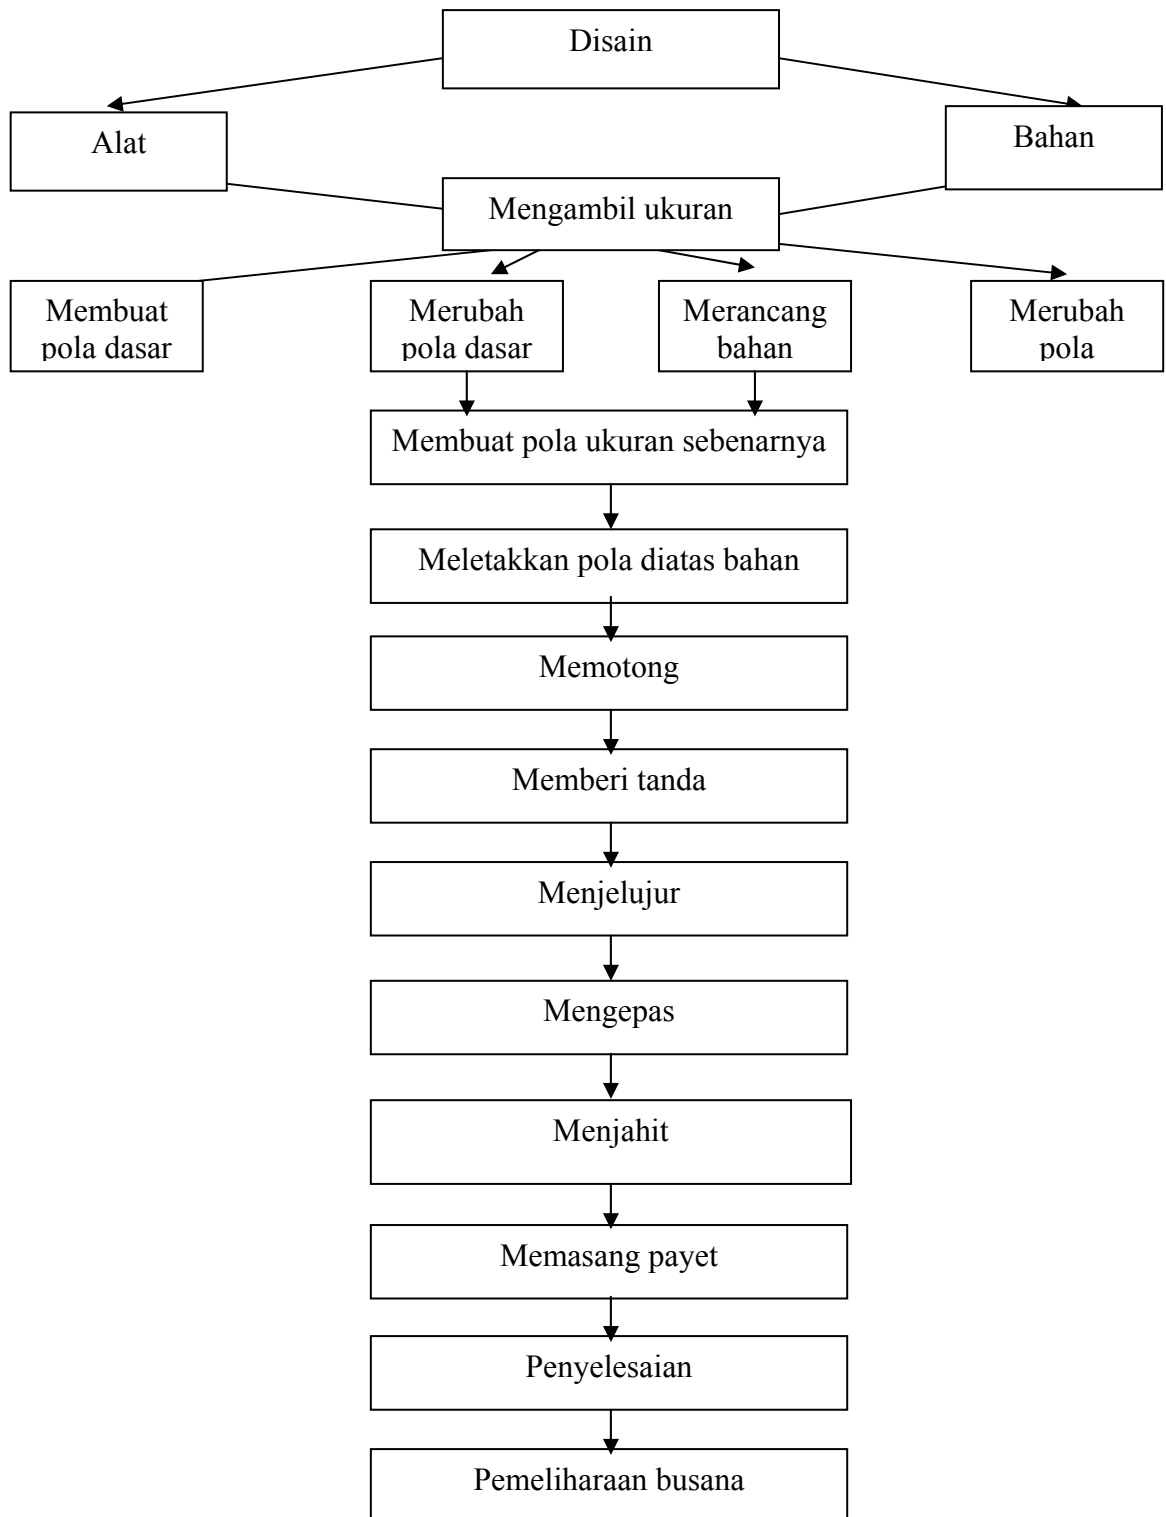 Disain
Alat
Bahan
Mengambil ukuran
Membuat
pola dasar
Merubah
pola dasar
Merancang
bahan
Merubah
pola
Membuat pola ukuran sebenarnya
Meletakkan pola diatas bahan
Memotong
Memberi tanda
Menjelujur
Mengepas
Menjahit
Memasang payet
Penyelesaian
Pemeliharaan busana